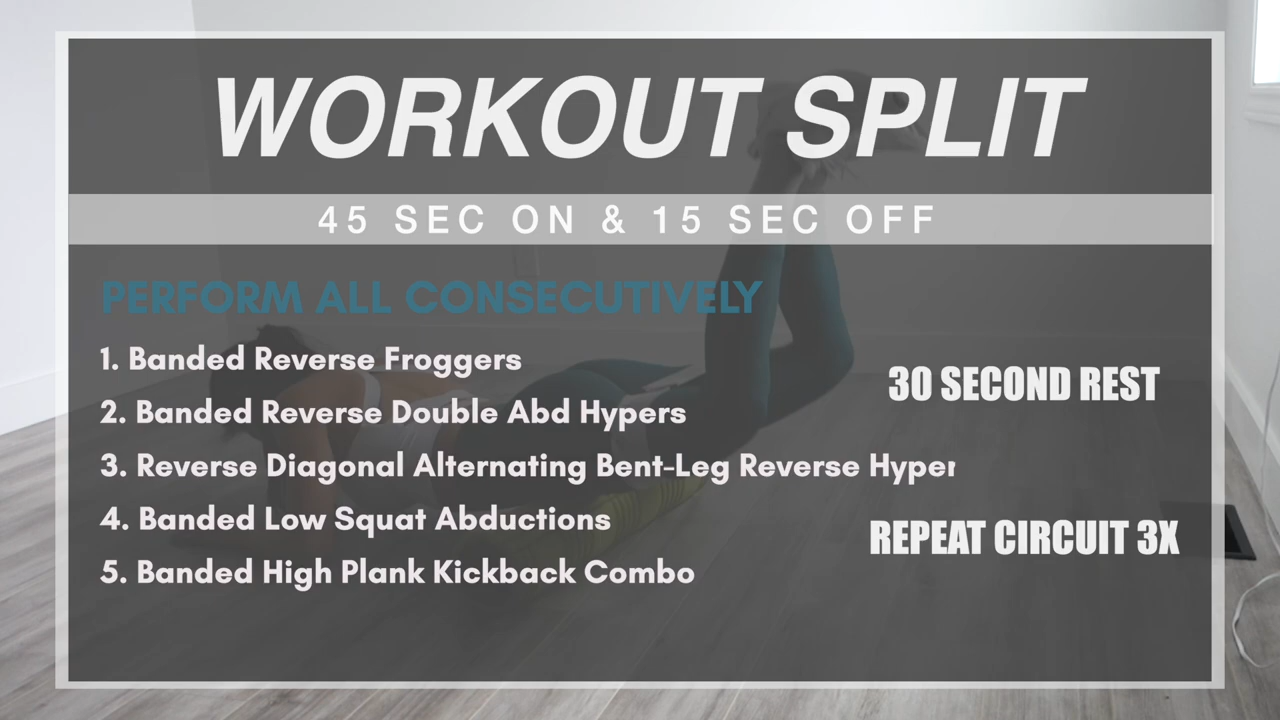 WORKOUT SPLIT
45 SEC ON & 15 SEC OFF
PERFORM ALL CONSECUTIVELY
1. Banded Reverse Froggers
2. Banded Reverse Double Abd Hypers
3. Reverse Diagonal Alternating Bent-Leg Reverse Hyper
4. Banded Low Squat Abductions
5. Banded High Plank Kickback Combo
30 SECOND REST
REPEAT CIRCUIT 3X